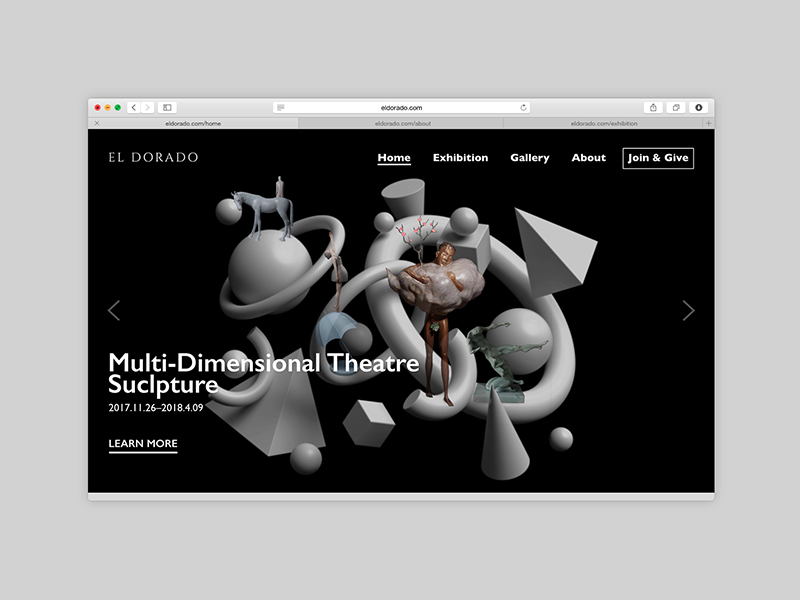 eldorado.com
eldorado.com/home
eldorado.com/about
eldorado.com/exhibition
EL DORADO
Home
Exhibition
Gallery
About
Join & Give
Multi-Dimensional Theatre
Suclpture
2017.11.26–2018.4.09
LEARN MORE